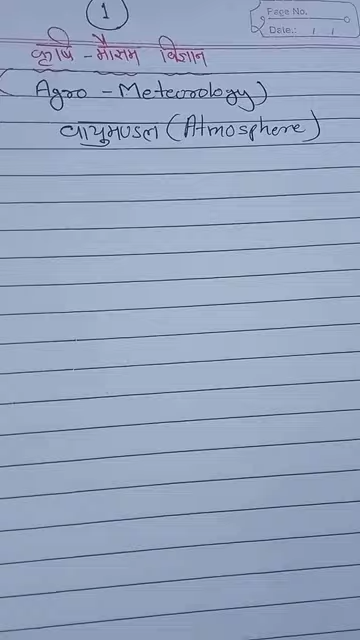 1
Page No.
Date: / /
कृषि - मौसम विज्ञान
(Agro - Meteorology)
वायुमण्डल (Atmosphere)